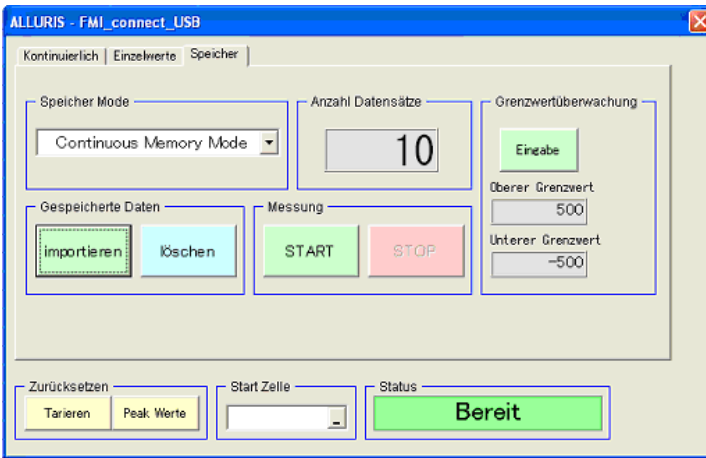 ALLURIS - FMI_connect_USB
Kontinuierlich | Einzelwerte | Speicher
Speicher Mode
Continuous Memory Mode
Anzahl Datensätze
10
Grenzwertüberwachung
Eingabe
Oberer Grenzwert
500
Unterer Grenzwert
-500
Gespeicherte Daten
importieren
löschen
Messung
START
STOP
Zurücksetzen
Tarieren
Peak Werte
Start Zelle
Status
Bereit